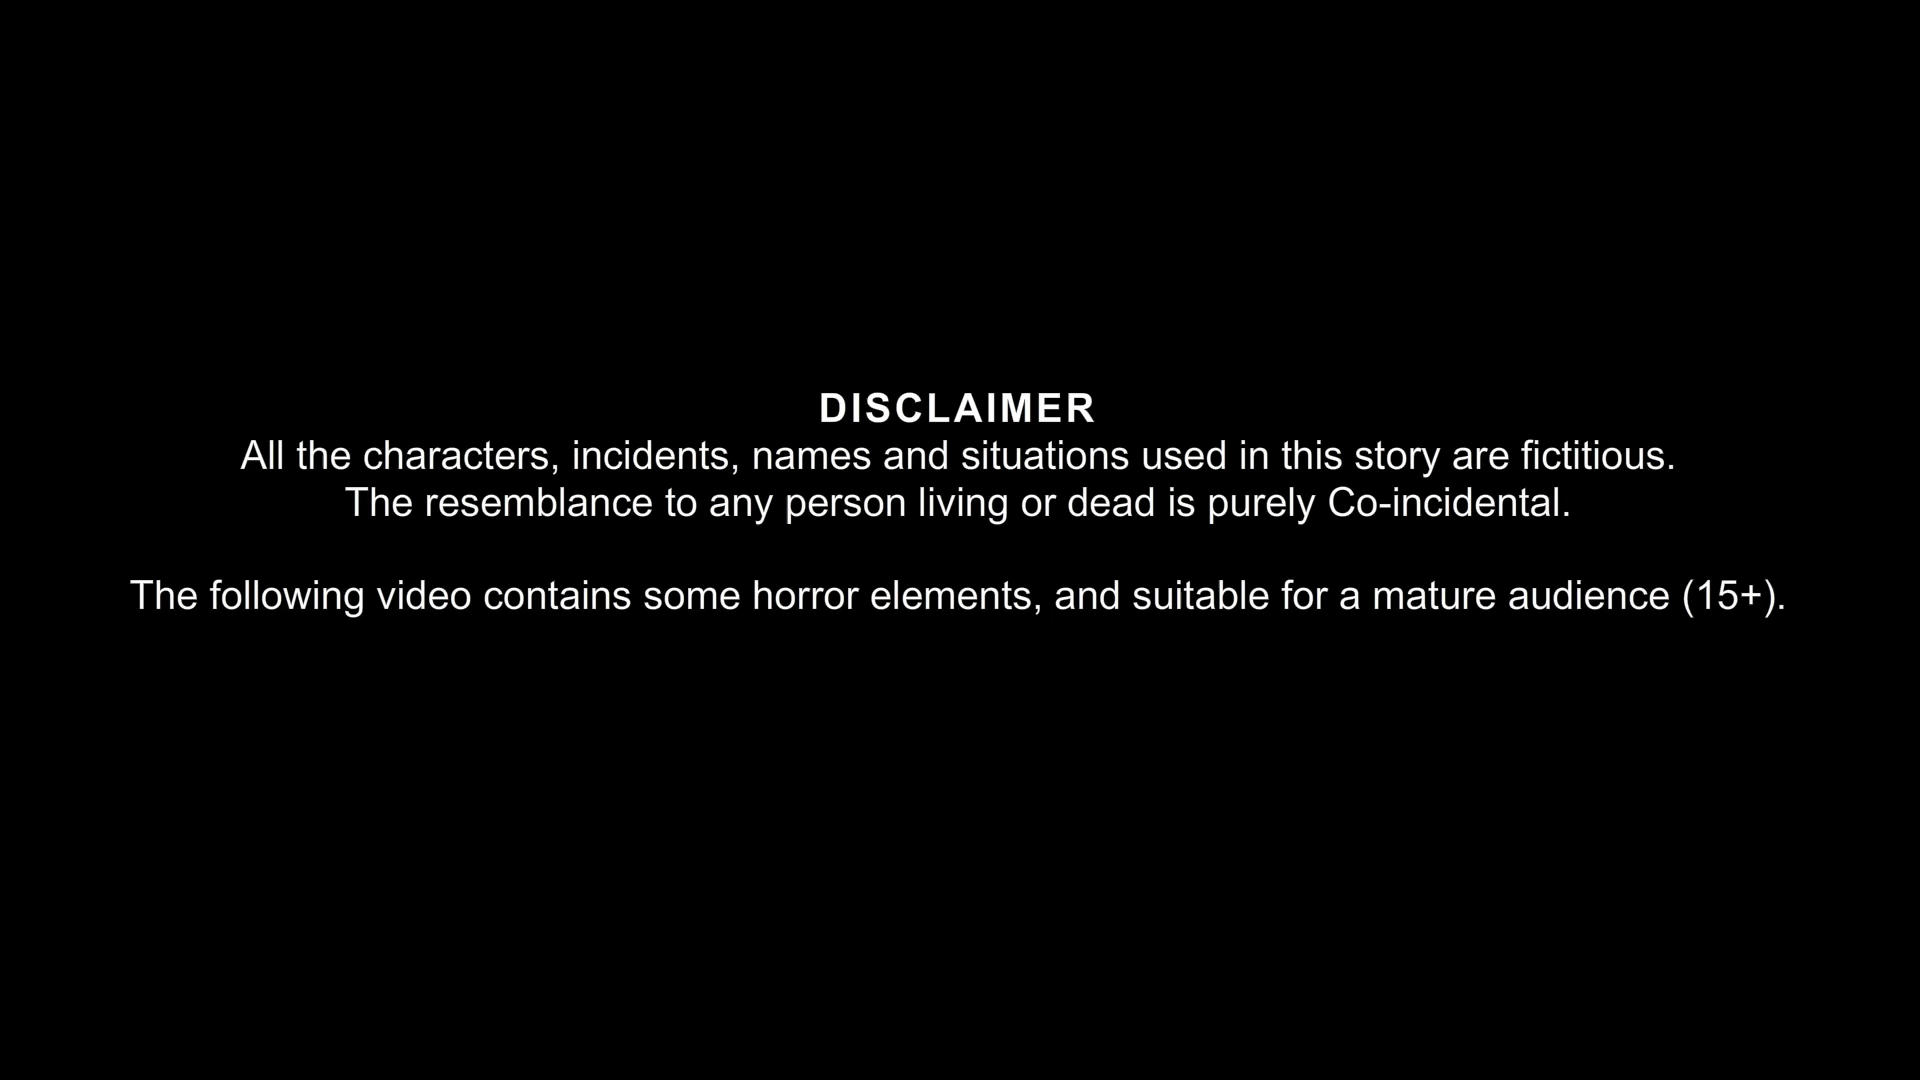 DISCLAIMER
All the characters, incidents, names and situations used in this story are fictitious.
The resemblance to any person living or dead is purely Co-incidental.
The following video contains some horror elements, and suitable for a mature audience (15+).